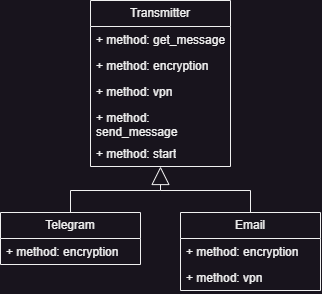 Transmitter
+ method: get_message
+ method: encryption
+ method: vpn
+ method:
send_message
+ method: start
Telegram
+ method: encryption
Email
+ method: encryption
+ method: vpn